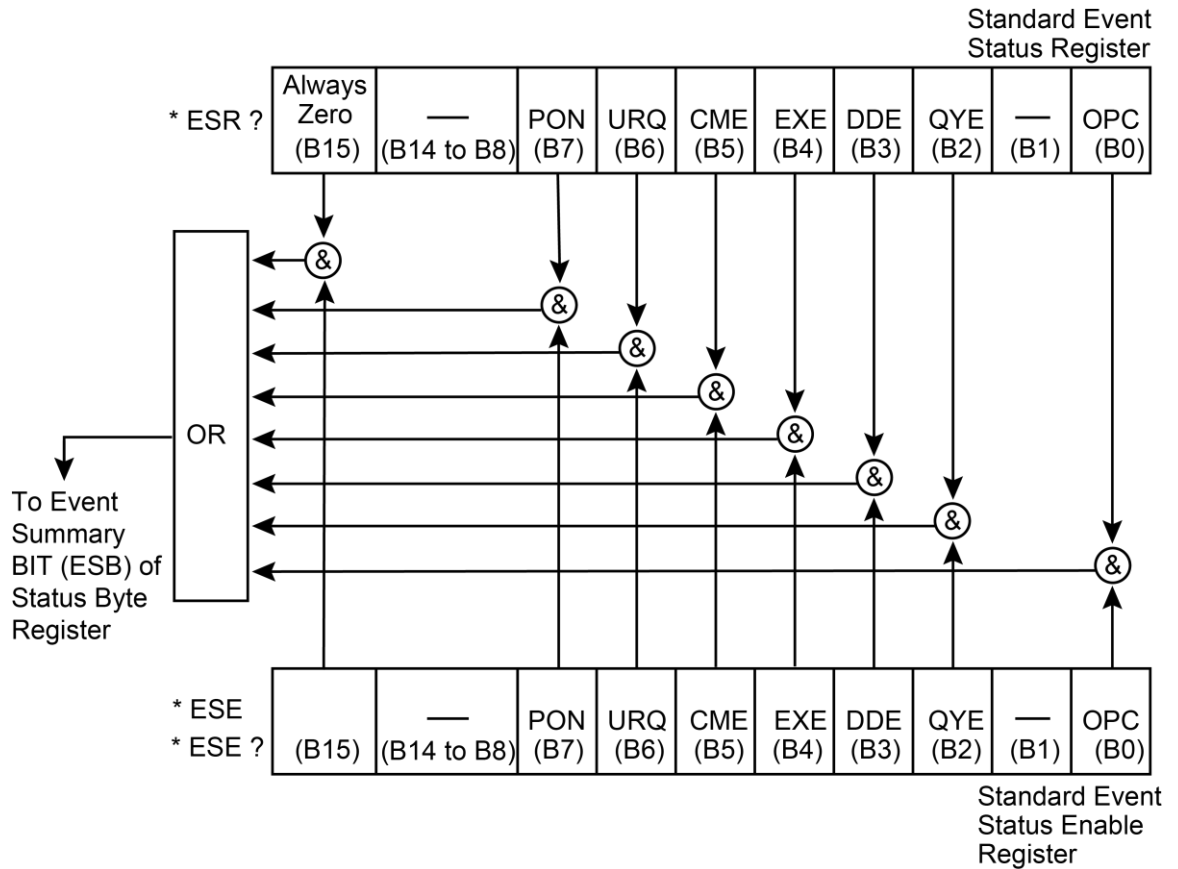 Standard Event
Status Register
* ESR ?
Always
Zero
(B15)
—
(B14 to B8)
PON
(B7)
URQ
(B6)
CME
(B5)
EXE
(B4)
DDE
(B3)
QYE
(B2)
—
(B1)
OPC
(B0)
&
&
&
&
&
&
&
&
OR
To Event
Summary
BIT (ESB) of
Status Byte
Register
* ESE
* ESE ?
(B15)
—
(B14 to B8)
PON
(B7)
URQ
(B6)
CME
(B5)
EXE
(B4)
DDE
(B3)
QYE
(B2)
—
(B1)
OPC
(B0)
Standard Event
Status Enable
Register